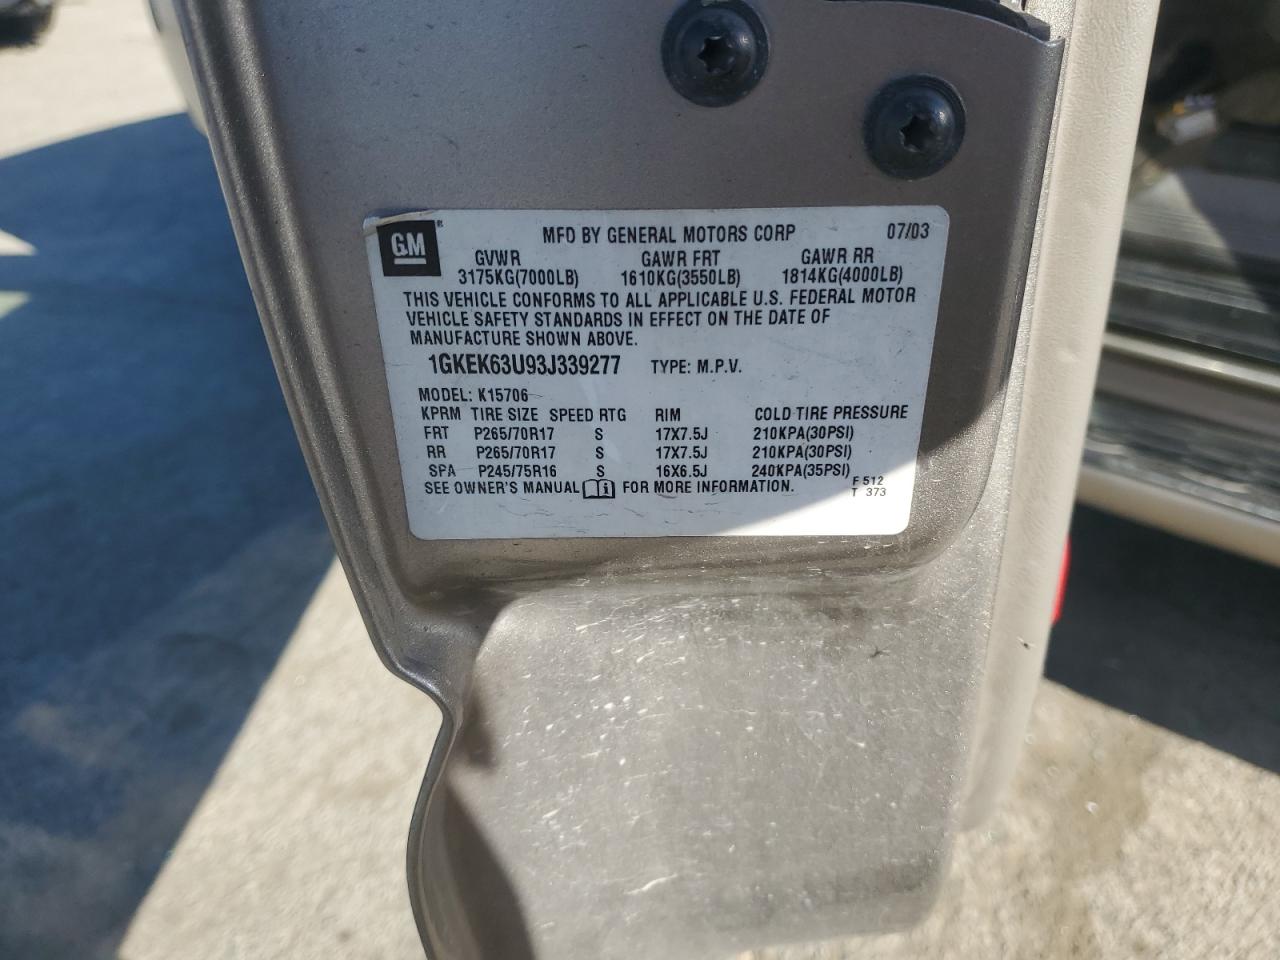 GM ® MFD BY GENERAL MOTORS CORP 07/03
GVWR GAWR FRT GAWR RR
3175KG(7000LB) 1610KG(3550LB) 1814KG(4000LB)
THIS VEHICLE CONFORMS TO ALL APPLICABLE U.S. FEDERAL MOTOR
VEHICLE SAFETY STANDARDS IN EFFECT ON THE DATE OF
MANUFACTURE SHOWN ABOVE.
1GKEK63U93J339277 TYPE: M.P.V.
MODEL: K15706
KPRM TIRE SIZE SPEED RTG RIM COLD TIRE PRESSURE
FRT P265/70R17 S 17X7.5J 210KPA(30PSI)
RR P265/70R17 S 17X7.5J 210KPA(30PSI)
SPA P245/75R16 S 16X6.5J 240KPA(35PSI)
SEE OWNER'S MANUAL i FOR MORE INFORMATION. F 512
T 373